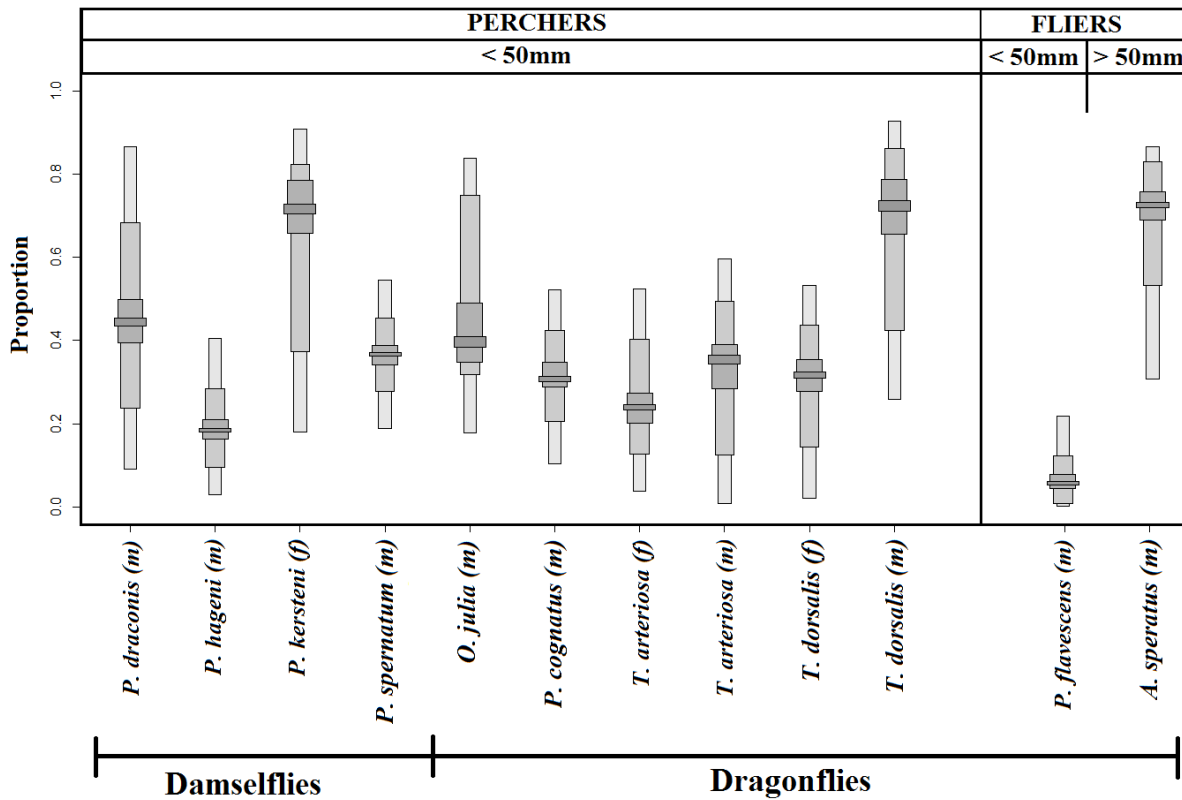 PERCHERS FLIERS
< 50mm < 50mm > 50mm
Proportion
1.0
0.8
0.6
0.4
0.2
0.0
P. draconis (m)
P. hageni (m)
P. kersteni (f)
P. spernatum (m)
O. julia (m)
P. cognatus (m)
T. arteriosa (f)
T. arteriosa (m)
T. dorsalis (f)
T. dorsalis (m)
P. flavescens (m)
A. speratus (m)
Damselflies Dragonflies